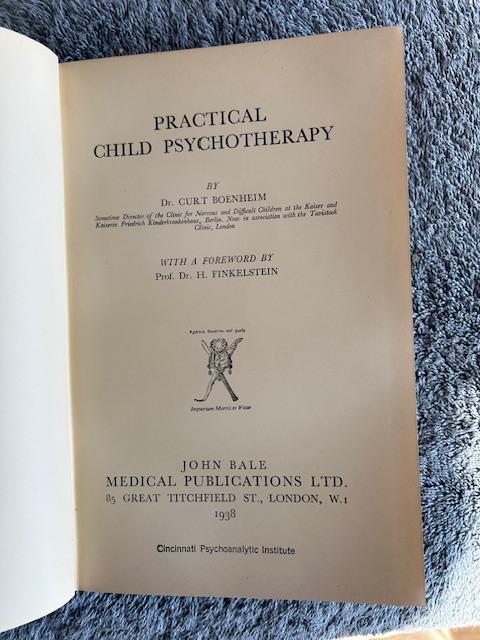 PRACTICAL
CHILD PSYCHOTHERAPY
BY
Dr. CURT BOENHEIM
Sometime Director of the Clinic for Nervous and Difficult Children at the Kaiser and
Kaiserin Friedrich Kinderkrankenhaus, Berlin. Now in association with the Tavistock
Clinic, London
WITH A FOREWORD BY
Prof. Dr. H. FINKELSTEIN
Imperium Mortis et Vitae
JOHN BALE
MEDICAL PUBLICATIONS LTD.
85 GREAT TITCHFIELD ST., LONDON, W.1
1938
Cincinnati Psychoanalytic Institute